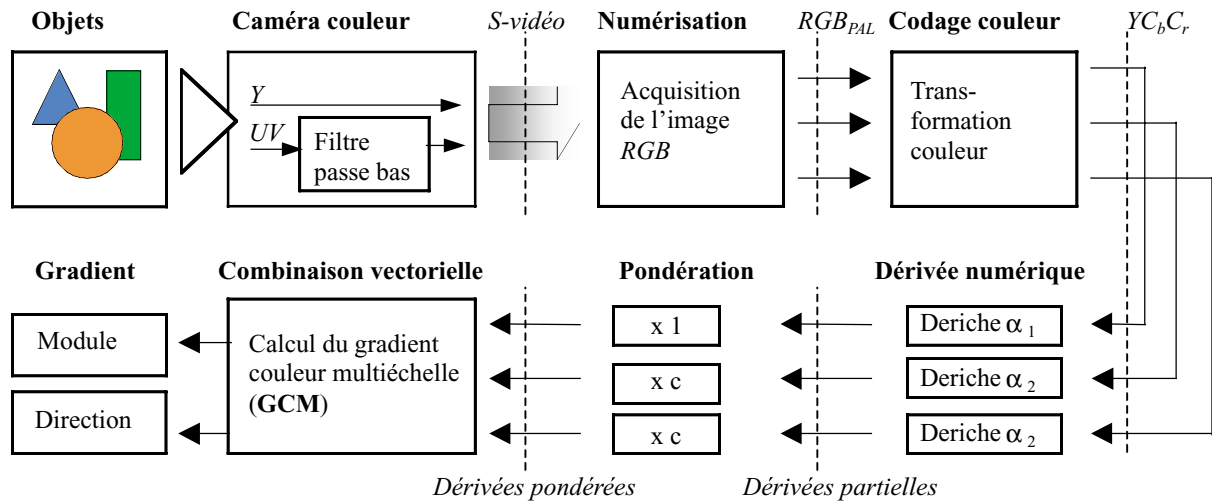 Objets
Caméra couleur
S-vidéo
Numérisation
RGB_PAL
Codage couleur
YC_bC_r
Y
UV
Filtre
passe bas
Acquisition
de l’image
RGB
Trans-
formation
couleur
Gradient
Combinaison vectorielle
Pondération
Dérivée numérique
Module
Direction
Calcul du gradient
couleur multiéchelle
(GCM)
x 1
x c
x c
Deriche α 1
Deriche α 2
Deriche α 2
Dérivées pondérées
Dérivées partielles